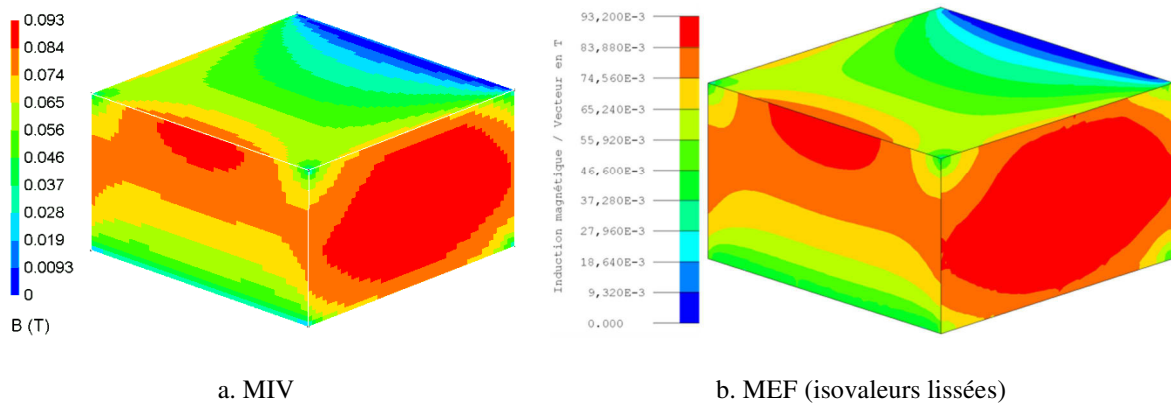 0.093
0.084
0.074
0.065
0.056
0.046
0.037
0.028
0.019
0.0093
0
B (T)
Induction magnétique / Vecteur en T
93,200E-3
83,880E-3
74,560E-3
65,240E-3
55,920E-3
46,600E-3
37,280E-3
27,960E-3
18,640E-3
9,320E-3
0.000
a. MIV
b. MEF (isovaleurs lissées)